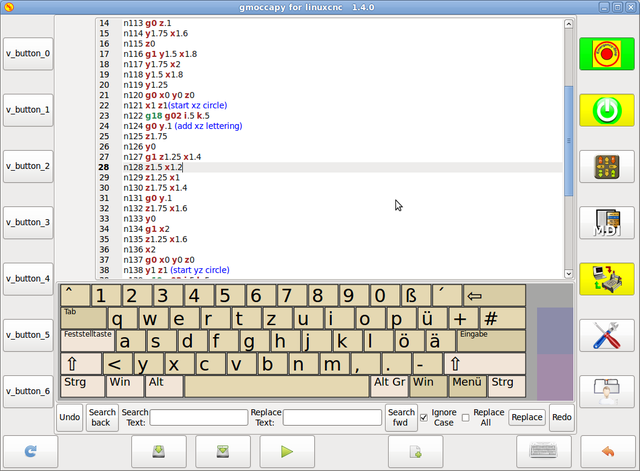 gmoccapy for linuxcnc 1.4.0
v_button_0
v_button_1
v_button_2
v_button_3
v_button_4
v_button_5
v_button_6
14 n113 g0 z.1
15 n114 y1.75 x1.6
16 n115 z0
17 n116 g1 y1.5 x1.8
18 n117 y1.75 x2
19 n118 y1.5 x1.8
20 n119 y1.25
21 n120 g0 x0 y0 z0
22 n121 x1 z1(start xz circle)
23 n122 g18 g02 i.5 k.5
24 n124 g0 y.1 (add xz lettering)
25 n125 z1.75
26 n126 y0
27 n127 g1 z1.25 x1.4
28 n128 z1.5 x1.2
29 n129 z1.25 x1
30 n130 z1.75 x1.4
31 n131 g0 y.1
32 n132 z1.75 x1.6
33 n133 y0
34 n134 g1 x2
35 n135 z1.25 x1.6
36 n136 x2
37 n137 g0 x0 y0 z0
38 n138 y1 z1 (start yz circle)
MDI
^ 1 2 3 4 5 6 7 8 9 0 ß ´ ⇦
Tab q w e r t z u i o p ü + #
Feststelltaste a s d f g h j k l ö ä Eingabe
⇧ < y x c v b n m , . - ⇧
Strg Win Alt Alt Gr Win Menü Strg
Undo
Search back
Search Text:
Replace Text:
Search fwd
Ignore Case
Replace All
Replace
Redo